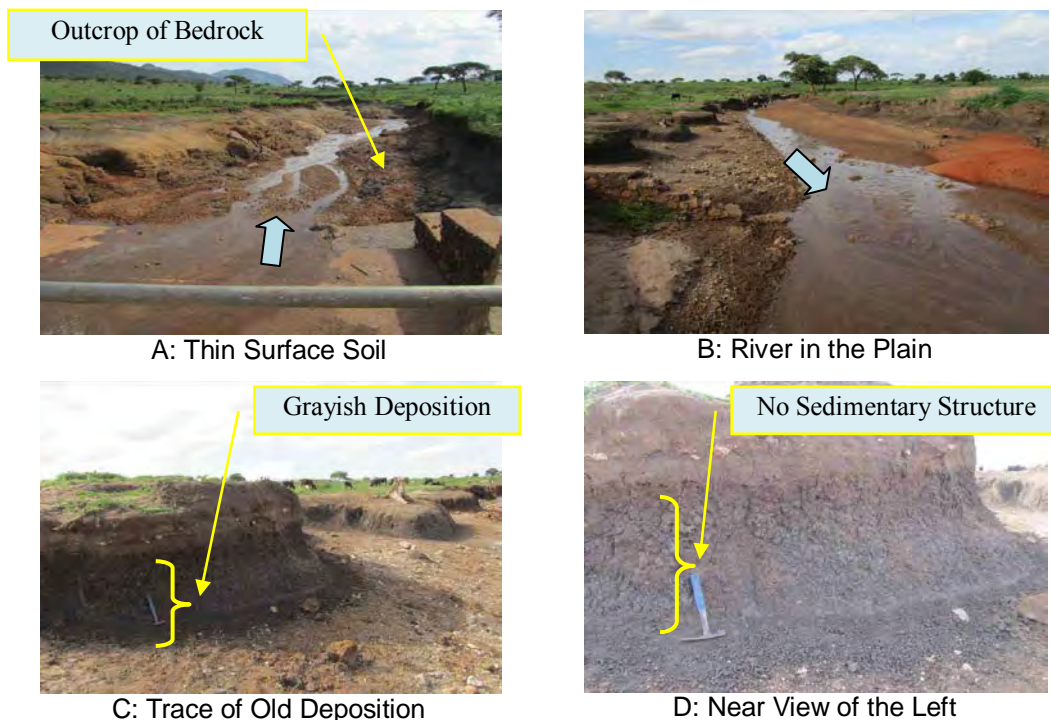 Outcrop of Bedrock
A: Thin Surface Soil
B: River in the Plain
Grayish Deposition
No Sedimentary Structure
C: Trace of Old Deposition
D: Near View of the Left